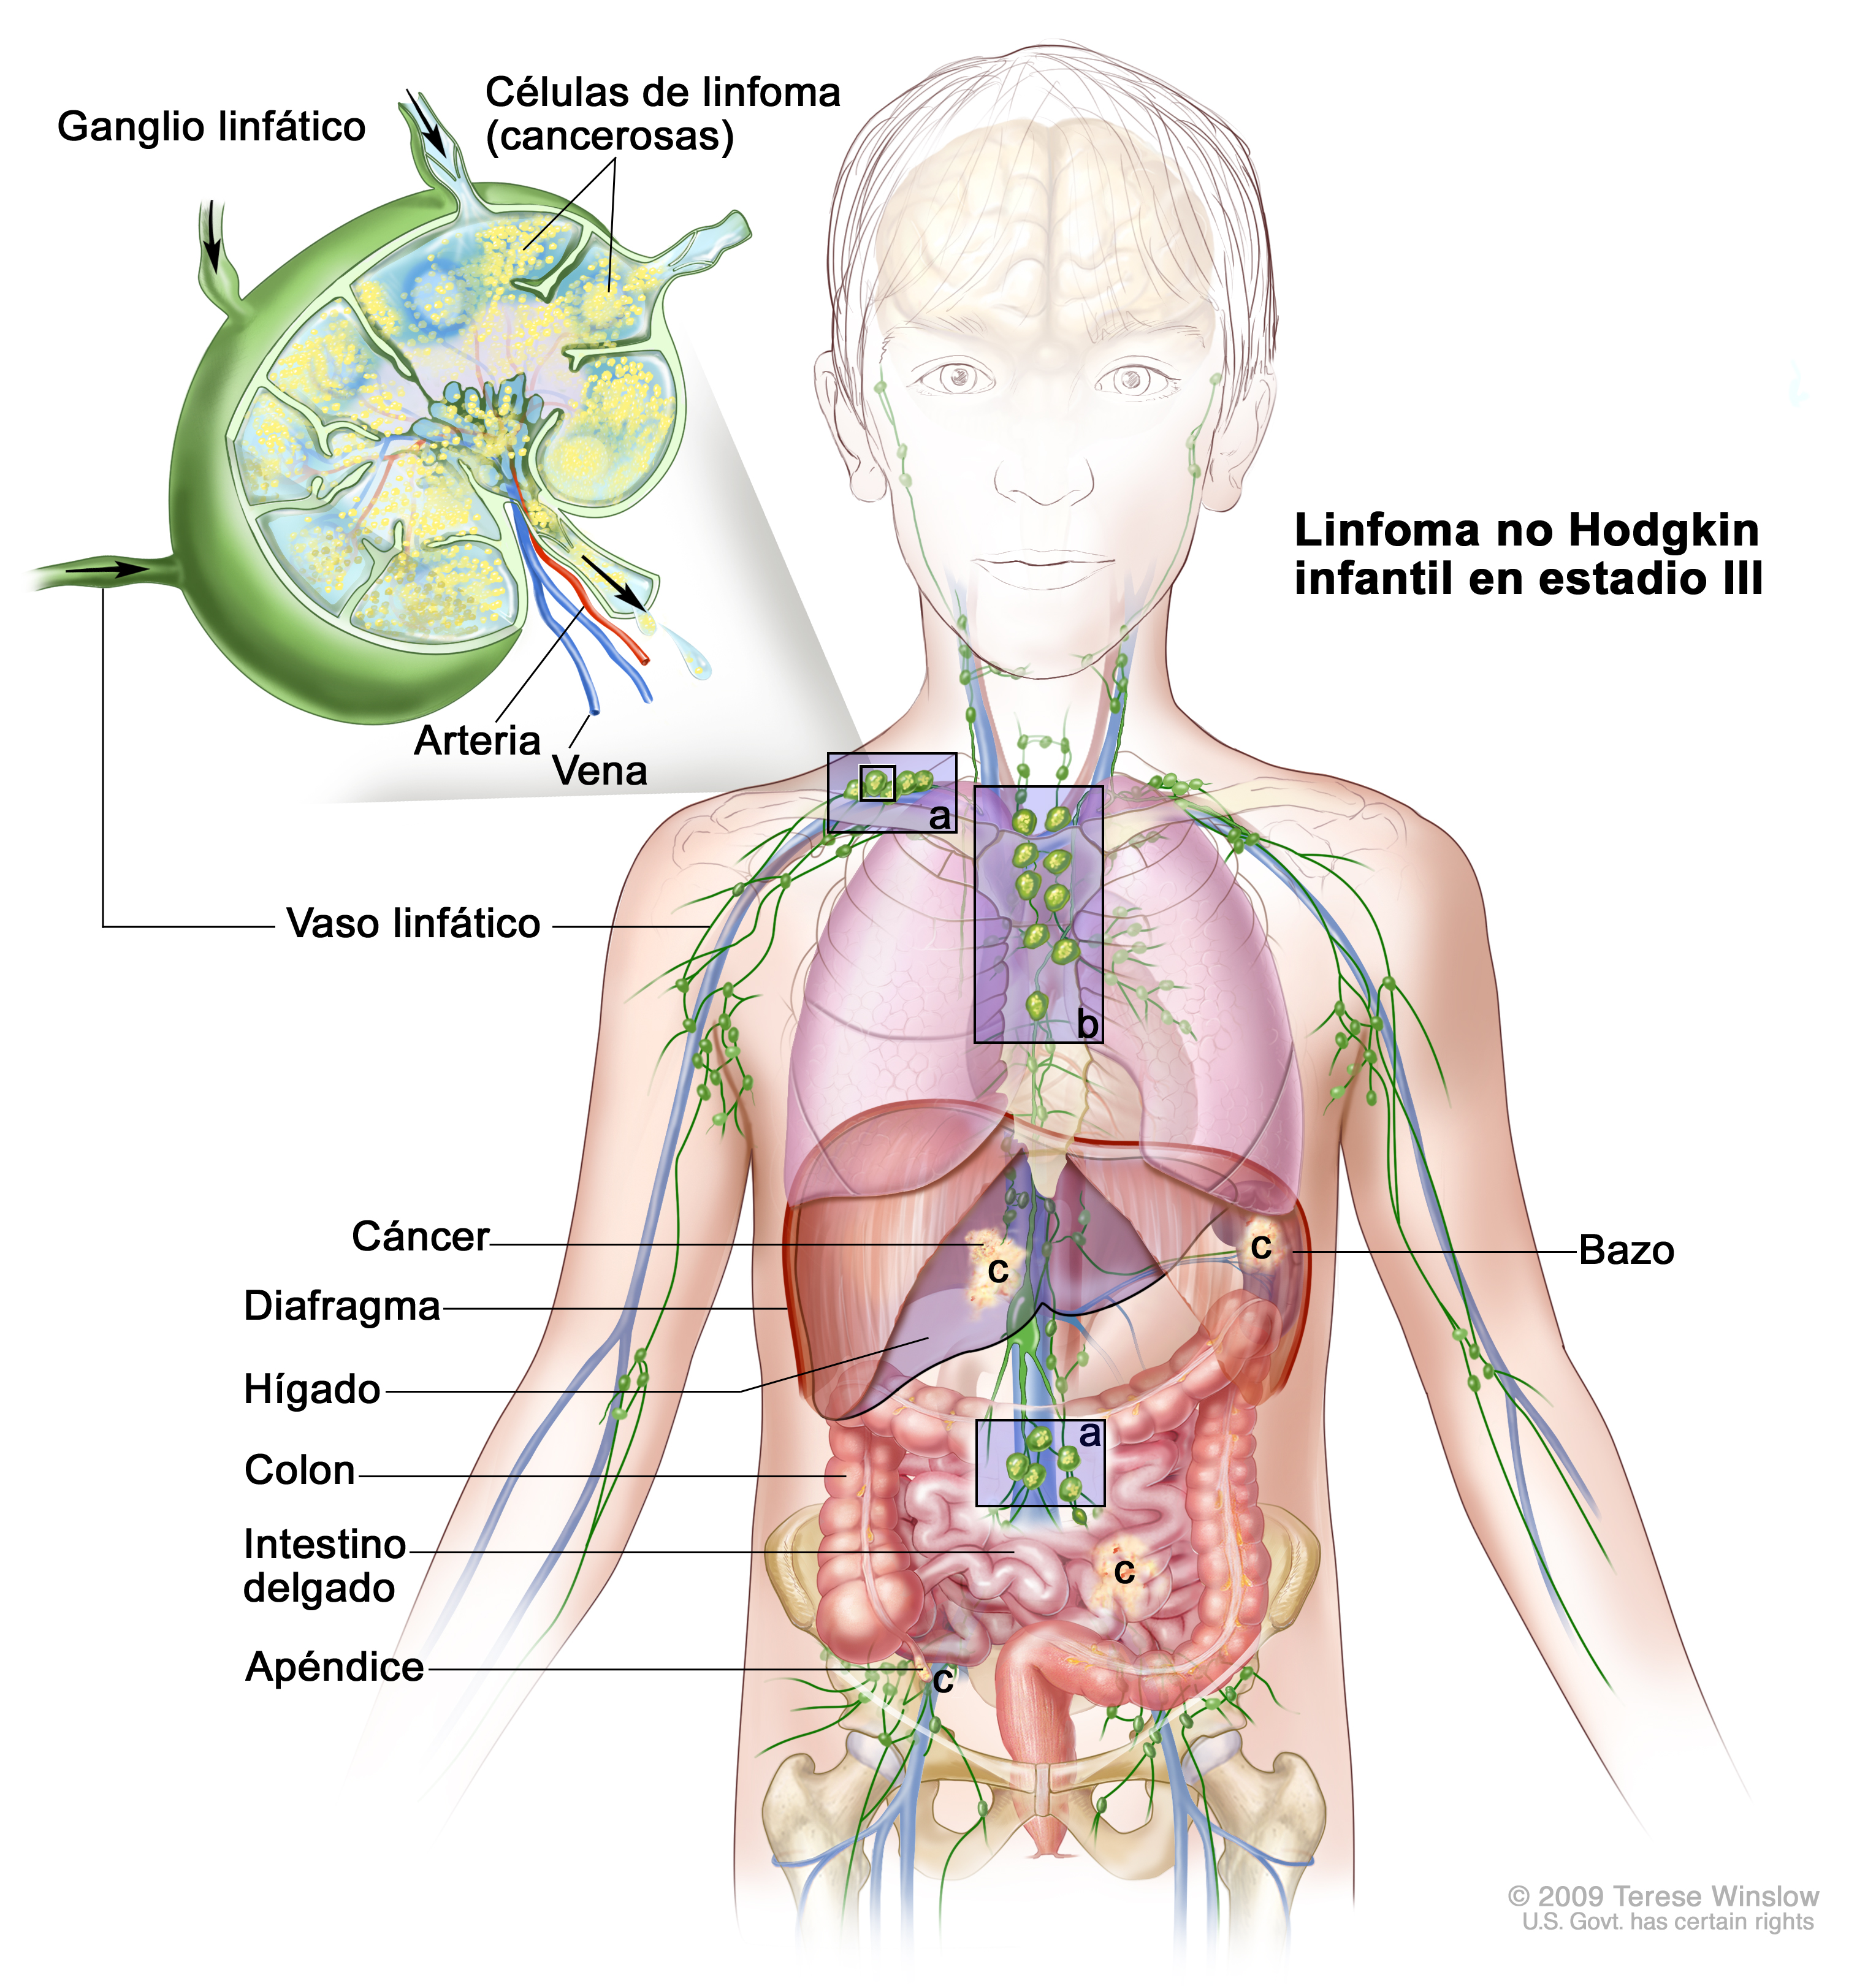 Ganglio linfático
Células de linfoma
(cancerosas)
Linfoma no Hodgkin
infantil en estadio III
Arteria
Vena
a
b
Vaso linfático
Cáncer
c
c
Bazo
Diafragma
Hígado
a
Colon
Intestino
delgado
c
Apéndice
c
© 2009 Terese Winslow
U.S. Govt. has certain rights